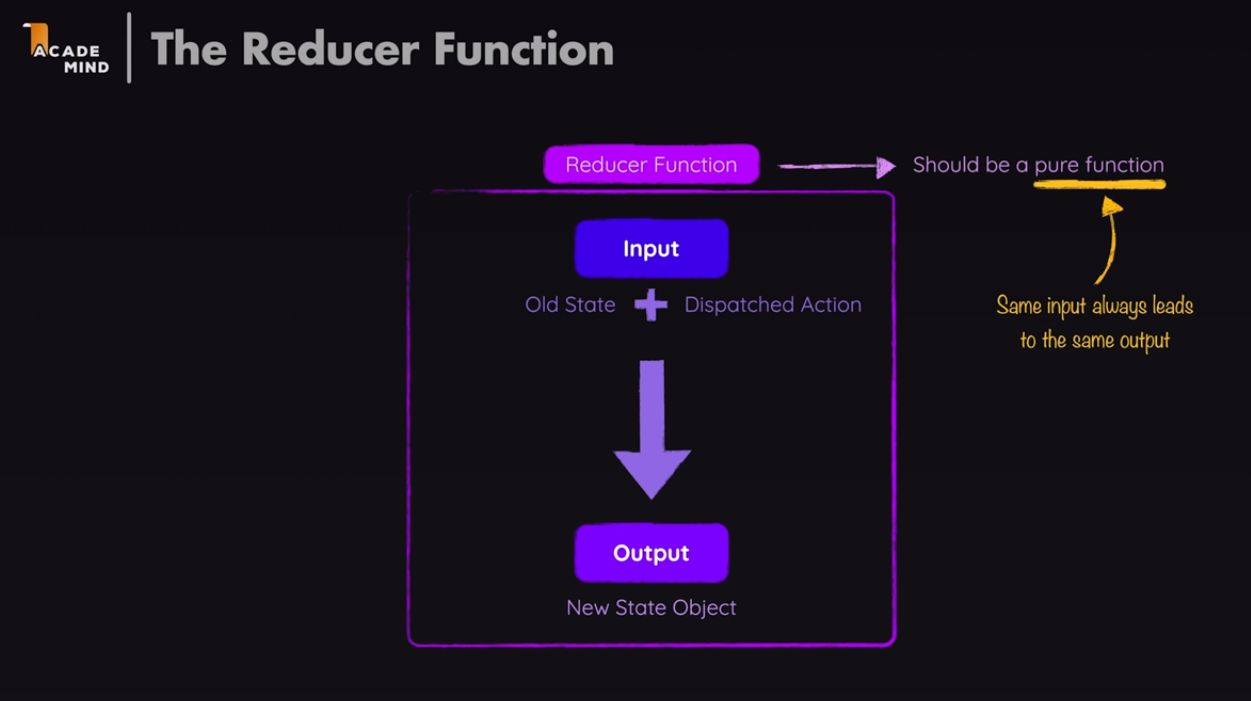 ACADE
MIND
The Reducer Function
Reducer Function
Should be a pure function
Input
Old State + Dispatched Action
Same input always leads
to the same output
Output
New State Object